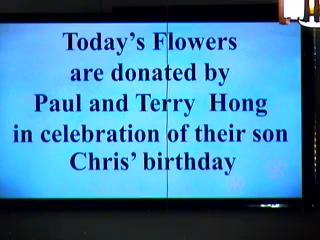 Today's Flowers
are donated by
Paul and Terry Hong
in celebration of their son
Chris' birthday